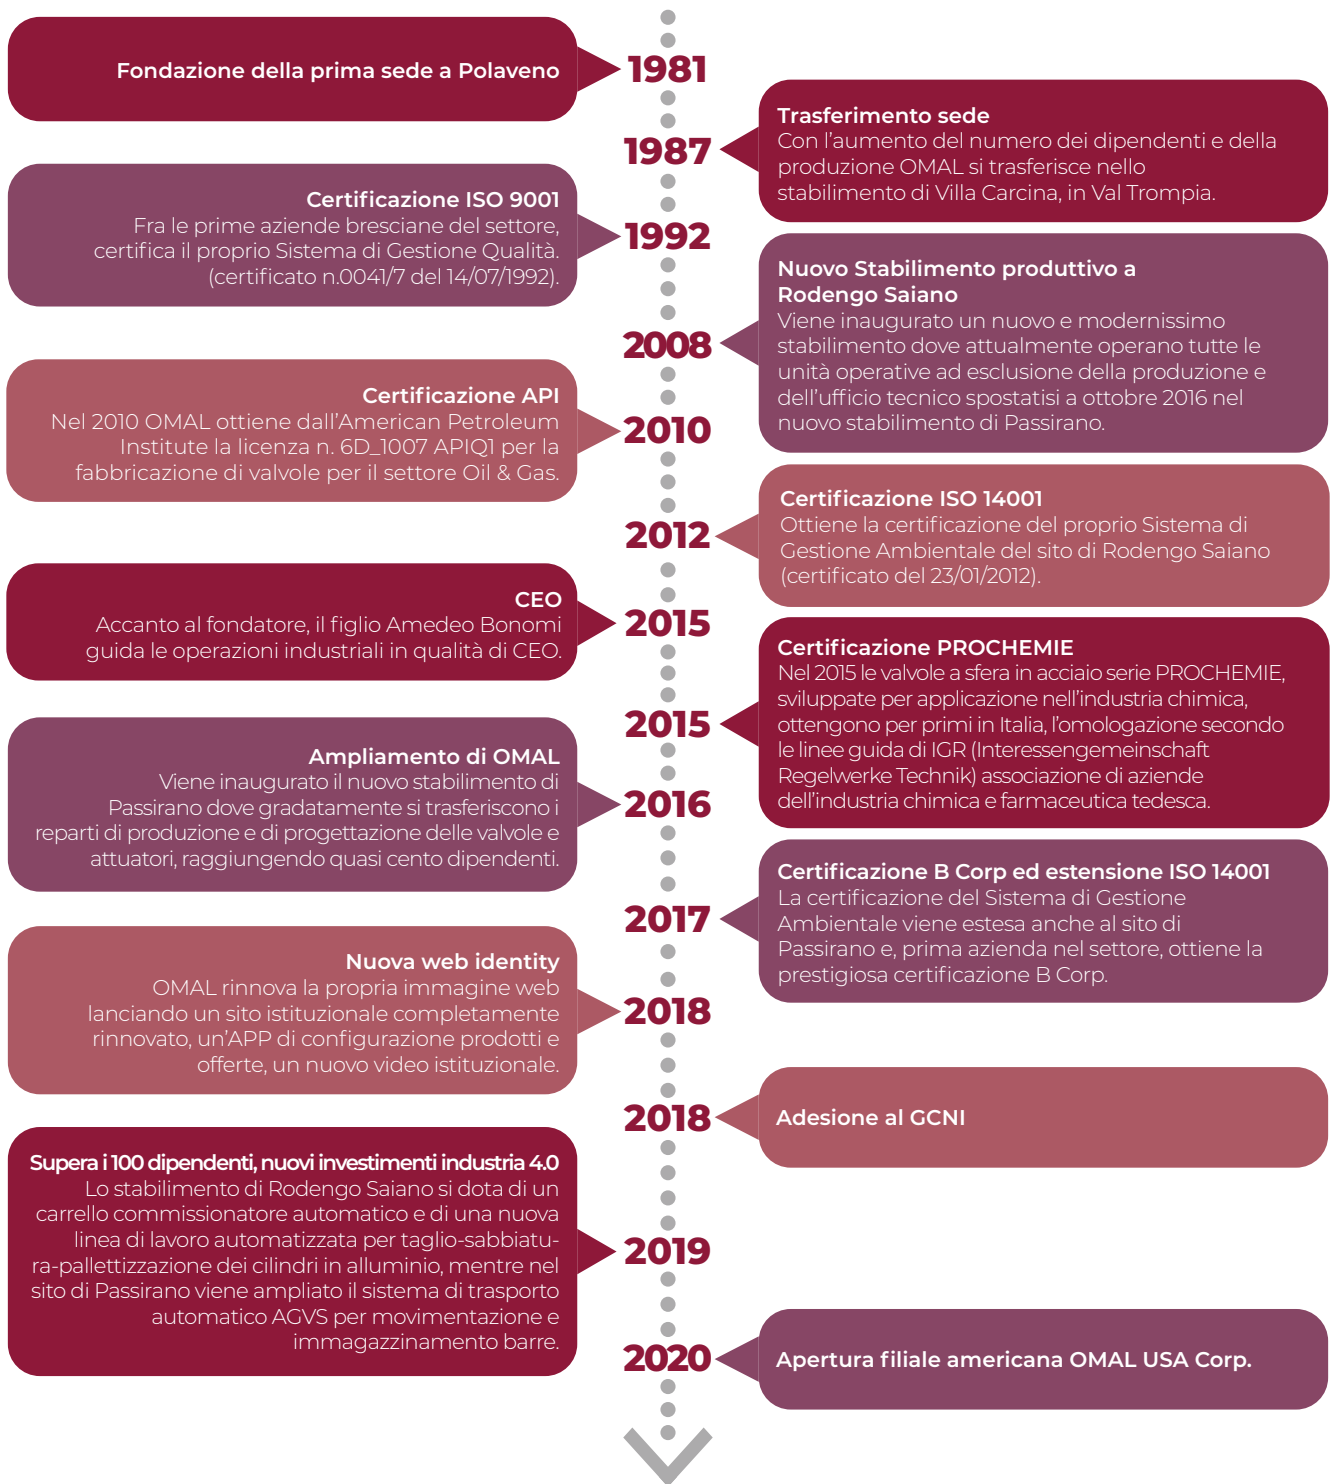 Fondazione della prima sede a Polaveno
1981
Trasferimento sede
Con l'aumento del numero dei dipendenti e della
produzione OMAL si trasferisce nello
stabilimento di Villa Carcina, in Val Trompia.
1987
Certificazione ISO 9001
Fra le prime aziende bresciane del settore,
certifica il proprio Sistema di Gestione Qualità.
(certificato n.0041/7 del 14/07/1992).
1992
Nuovo Stabilimento produttivo a
Rodengo Saiano
Viene inaugurato un nuovo e modernissimo
stabilimento dove attualmente operano tutte le
unità operative ad esclusione della produzione e
dell'ufficio tecnico spostatisi a ottobre 2016 nel
nuovo stabilimento di Passirano.
2008
Certificazione API
Nel 2010 OMAL ottiene dall'American Petroleum
Institute la licenza n. 6D_1007 APIQ1 per la
fabbricazione di valvole per il settore Oil & Gas.
2010
Certificazione ISO 14001
Ottiene la certificazione del proprio Sistema di
Gestione Ambientale del sito di Rodengo Saiano
(certificato del 23/01/2012).
2012
CEO
Accanto al fondatore, il figlio Amedeo Bonomi
guida le operazioni industriali in qualità di CEO.
2015
Certificazione PROCHEMIE
Nel 2015 le valvole a sfera in acciaio serie PROCHEMIE,
sviluppate per applicazione nell'industria chimica,
ottengono per primi in Italia, l'omologazione secondo
le linee guida di IGR (Interessengemeinschaft
Regelwerke Technik) associazione di aziende
dell'industria chimica e farmaceutica tedesca.
2015
Ampliamento di OMAL
Viene inaugurato il nuovo stabilimento di
Passirano dove gradatamente si trasferiscono i
reparti di produzione e di progettazione delle valvole e
attuatori, raggiungendo quasi cento dipendenti.
2016
Certificazione B Corp ed estensione ISO 14001
La certificazione del Sistema di Gestione
Ambientale viene estesa anche al sito di
Passirano e, prima azienda nel settore, ottiene la
prestigiosa certificazione B Corp.
2017
Nuova web identity
OMAL rinnova la propria immagine web
lanciando un sito istituzionale completamente
rinnovato, un'APP di configurazione prodotti e
offerte, un nuovo video istituzionale.
2018
Adesione al GCNI
2018
Supera i 100 dipendenti, nuovi investimenti industria 4.0
Lo stabilimento di Rodengo Saiano si dota di un
carrello commissionatore automatico e di una nuova
linea di lavoro automatizzata per taglio-sabbiatu-
ra-pallettizzazione dei cilindri in alluminio, mentre nel
sito di Passirano viene ampliato il sistema di trasporto
automatico AGVS per movimentazione e
immagazzinamento barre.
2019
Apertura filiale americana OMAL USA Corp.
2020